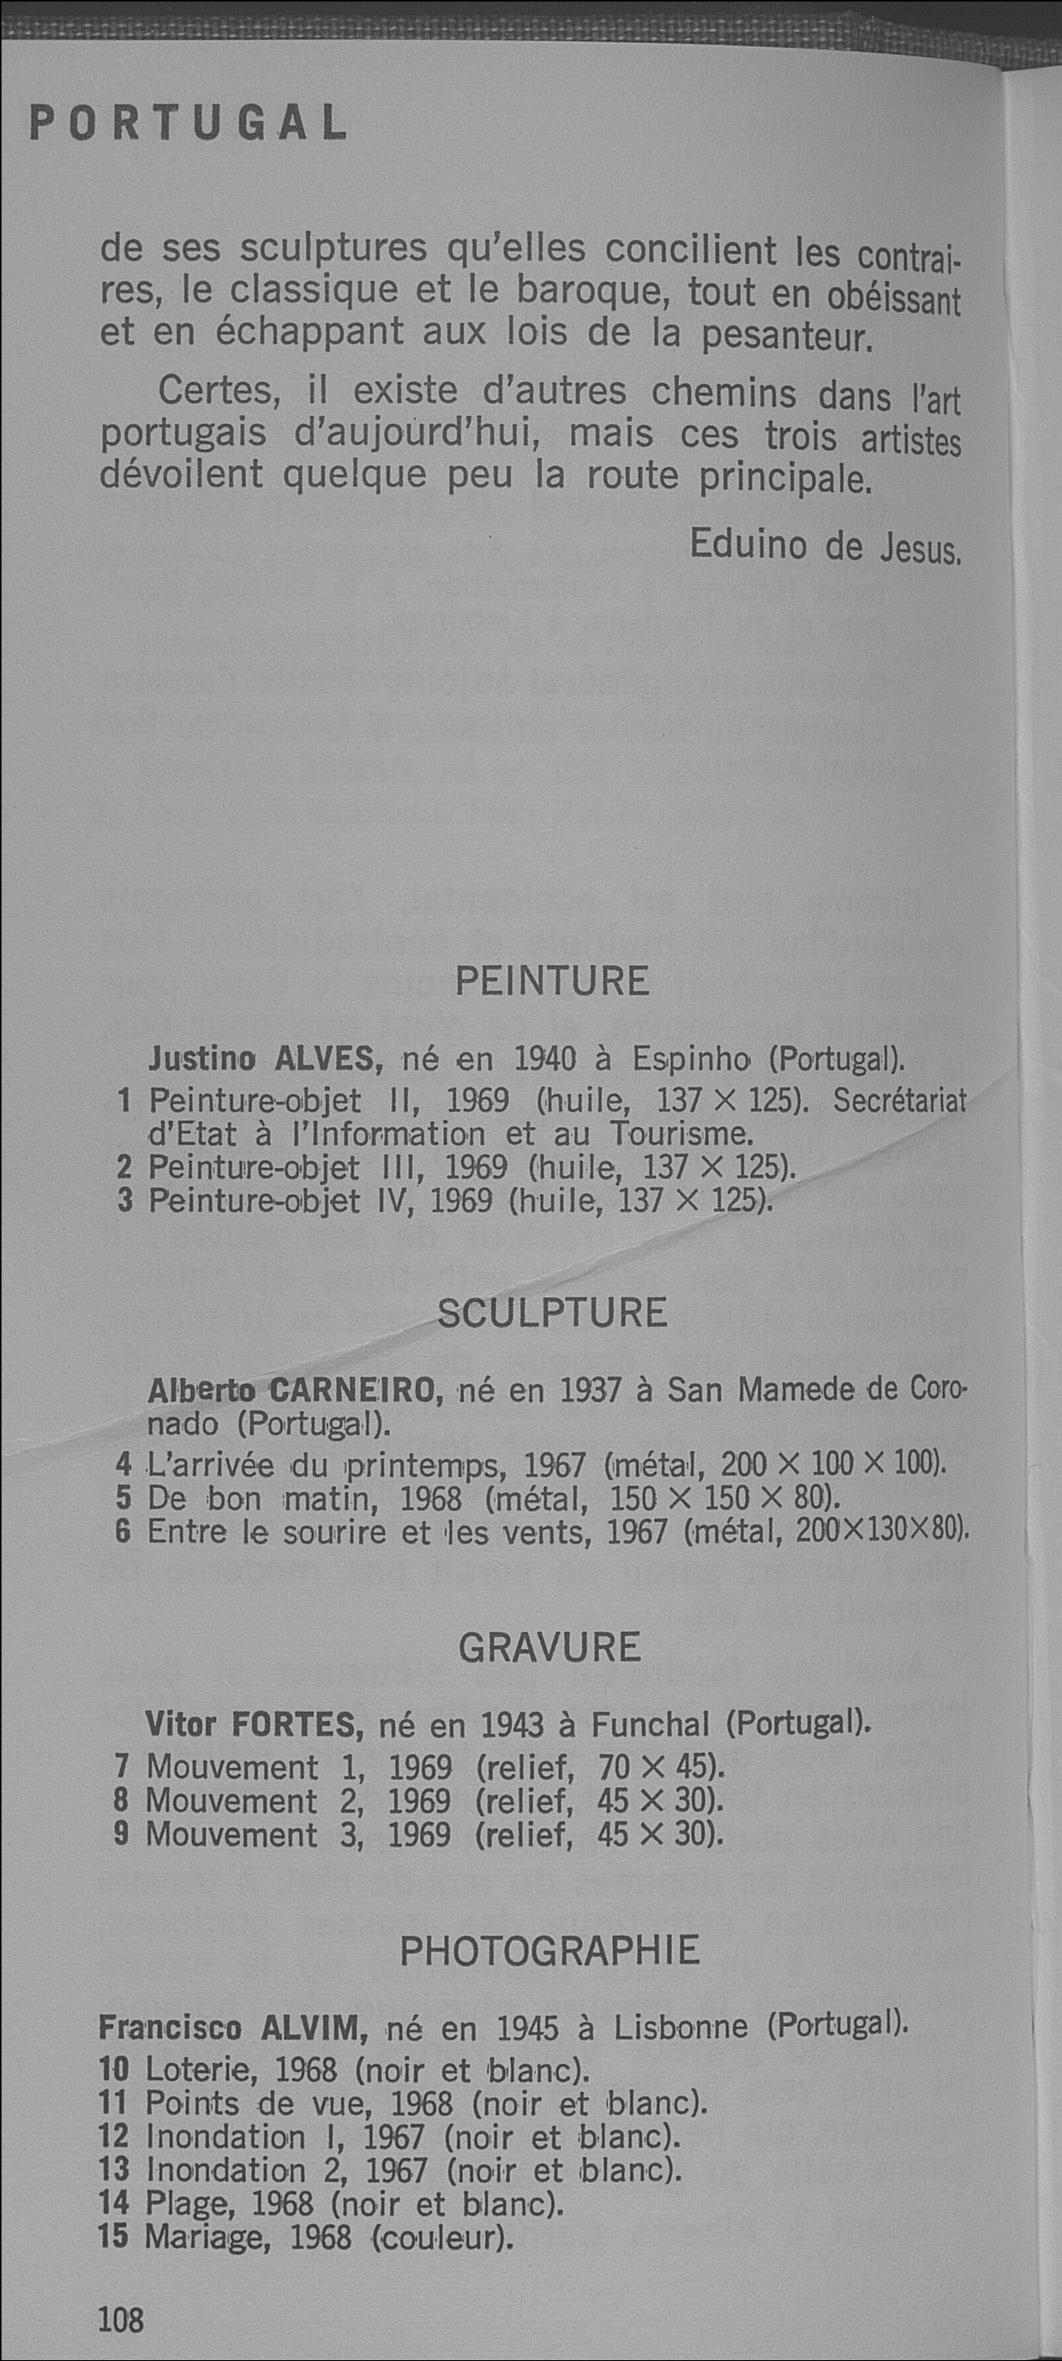 PORTUGAL
de ses sculptures qu'elles concilient les contrai-
res, le classique et le baroque, tout en obéissant
et en échappant aux lois de la pesanteur.
Certes, il existe d'autres chemins dans l'art
portugais d'aujourd'hui, mais ces trois artistes
dévoilent quelque peu la route principale.
Eduino de Jesus.
PEINTURE
Justino ALVES, né en 1940 à Espinho (Portugal).
1 Peinture-objet II, 1969 (huile, 137 × 125). Secrétariat
d'Etat à l'Information et au Tourisme.
2 Peinture-objet III, 1969 (huile, 137 × 125).
3 Peinture-objet IV, 1969 (huile, 137 × 125).
SCULPTURE
Alberto CARNEIRO, né en 1937 à San Mamede de Coro-
nado (Portugal).
4 L'arrivée du printemps, 1967 (métal, 200 × 100 × 100).
5 De bon matin, 1968 (métal, 150 × 150 × 80).
6 Entre le sourire et les vents, 1967 (métal, 200×130×80).
GRAVURE
Vitor FORTES, né en 1943 à Funchal (Portugal).
7 Mouvement 1, 1969 (relief, 70 × 45).
8 Mouvement 2, 1969 (relief, 45 × 30).
9 Mouvement 3, 1969 (relief, 45 × 30).
PHOTOGRAPHIE
Francisco ALVIM, né en 1945 à Lisbonne (Portugal).
10 Loterie, 1968 (noir et blanc).
11 Points de vue, 1968 (noir et blanc).
12 Inondation I, 1967 (noir et blanc).
13 Inondation 2, 1967 (noir et blanc).
14 Plage, 1968 (noir et blanc).
15 Mariage, 1968 (couleur).
108